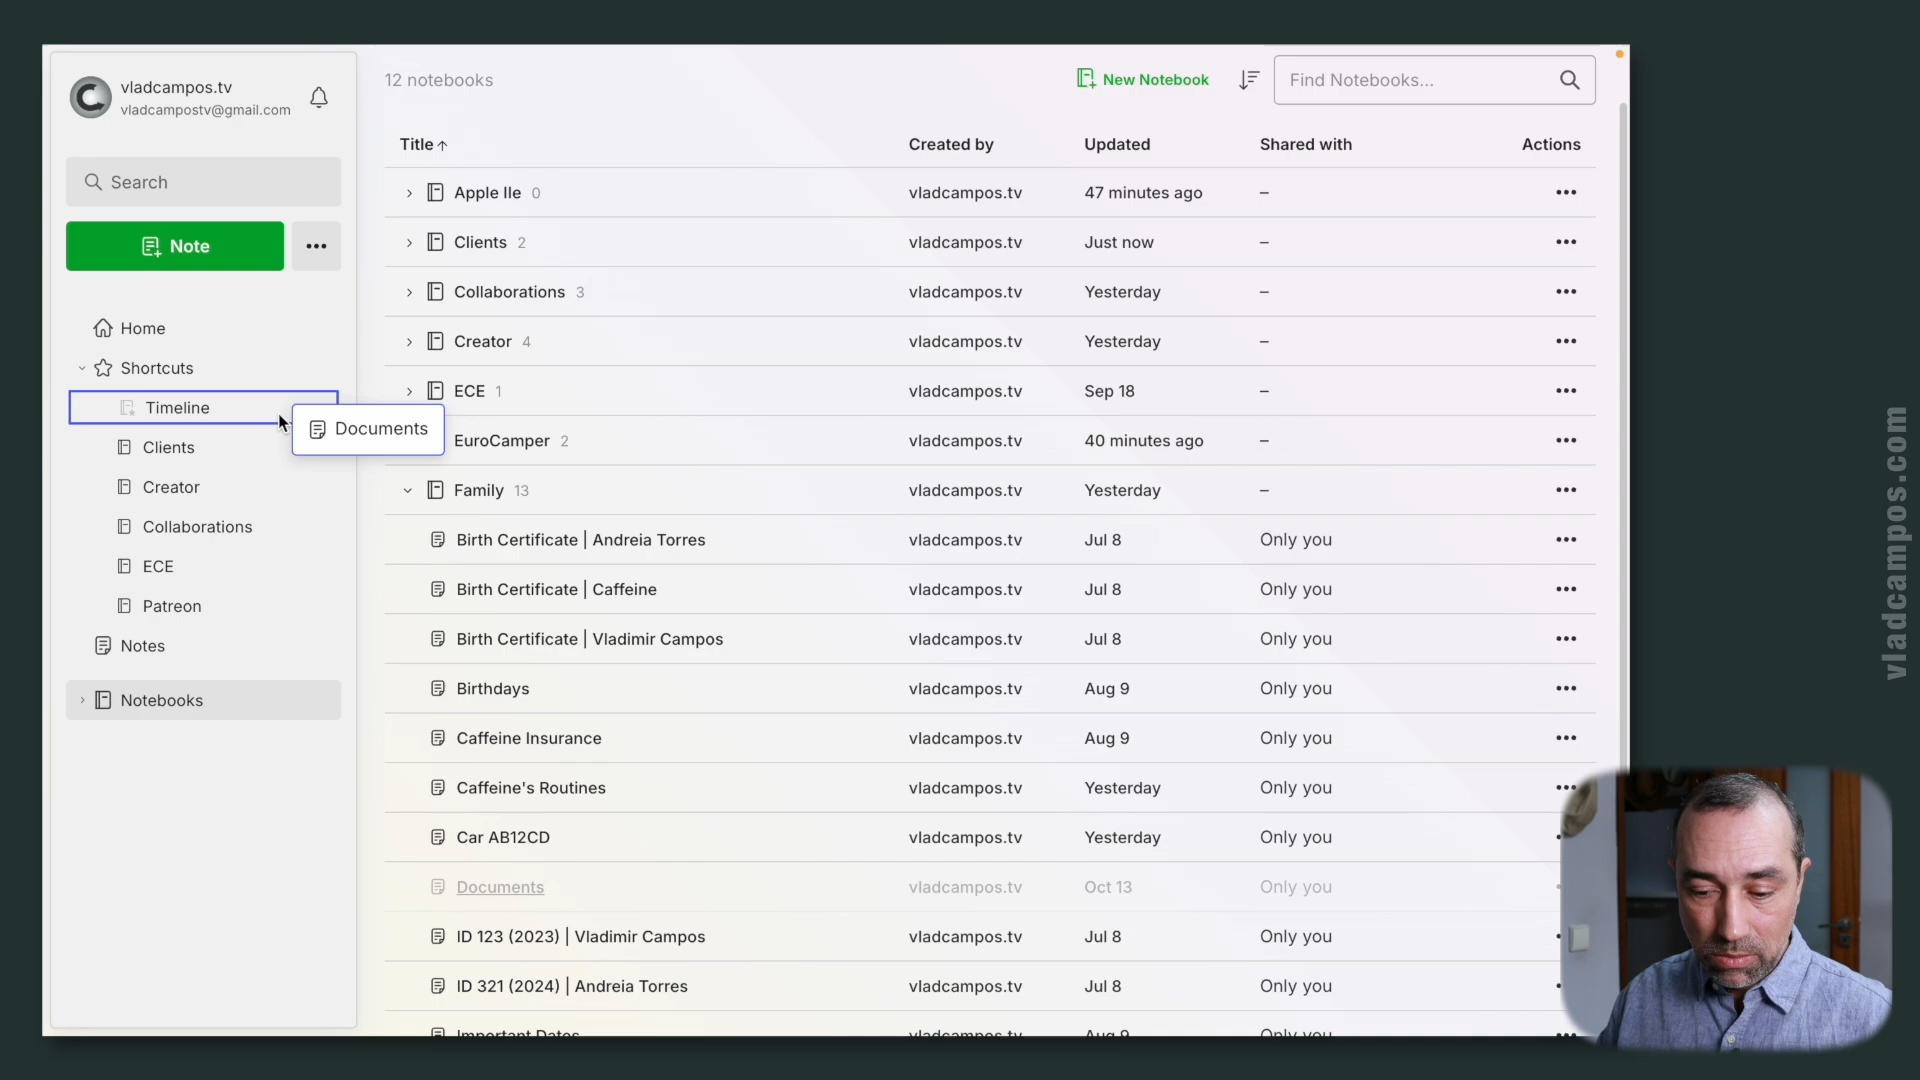 vladcampos.tv
vladcampostv@gmail.com
Search
Note
Home
Shortcuts
Timeline
Documents
Clients
Creator
Collaborations
ECE
Patreon
Notes
Notebooks
12 notebooks
New Notebook
Find Notebooks...
Title Created by Updated Shared with Actions
Apple IIe 0 vladcampos.tv 47 minutes ago –
Clients 2 vladcampos.tv Just now –
Collaborations 3 vladcampos.tv Yesterday –
Creator 4 vladcampos.tv Yesterday –
ECE 1 vladcampos.tv Sep 18 –
EuroCamper 2 vladcampos.tv 40 minutes ago –
Family 13 vladcampos.tv Yesterday –
Birth Certificate | Andreia Torres vladcampos.tv Jul 8 Only you
Birth Certificate | Caffeine vladcampos.tv Jul 8 Only you
Birth Certificate | Vladimir Campos vladcampos.tv Jul 8 Only you
Birthdays vladcampos.tv Aug 9 Only you
Caffeine Insurance vladcampos.tv Aug 9 Only you
Caffeine's Routines vladcampos.tv Yesterday Only you
Car AB12CD vladcampos.tv Yesterday Only you
Documents vladcampos.tv Oct 13 Only you
ID 123 (2023) | Vladimir Campos vladcampos.tv Jul 8 Only you
ID 321 (2024) | Andreia Torres vladcampos.tv Jul 8 Only you
Important Dates vladcampos.tv Aug 9 Only you
vladcampos.com